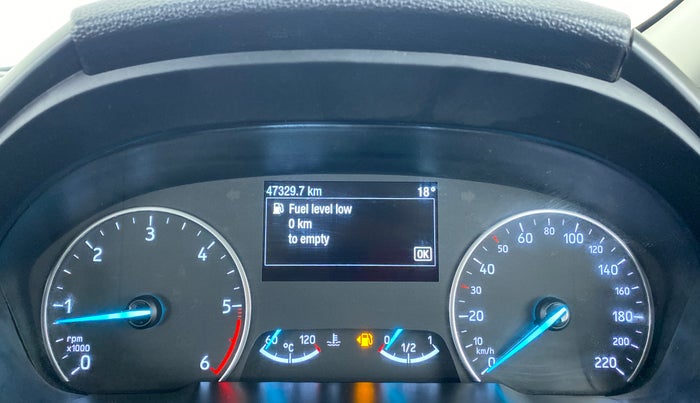 47329.7 km 18°
Fuel level low
0 km
to empty
OK
0 1 2 3 4 5 6
rpm
x1000
60 °C 120
0 1/2 1
0 10 20 30 40 50 60 80 100 120 140 160 180 200 220
km/h